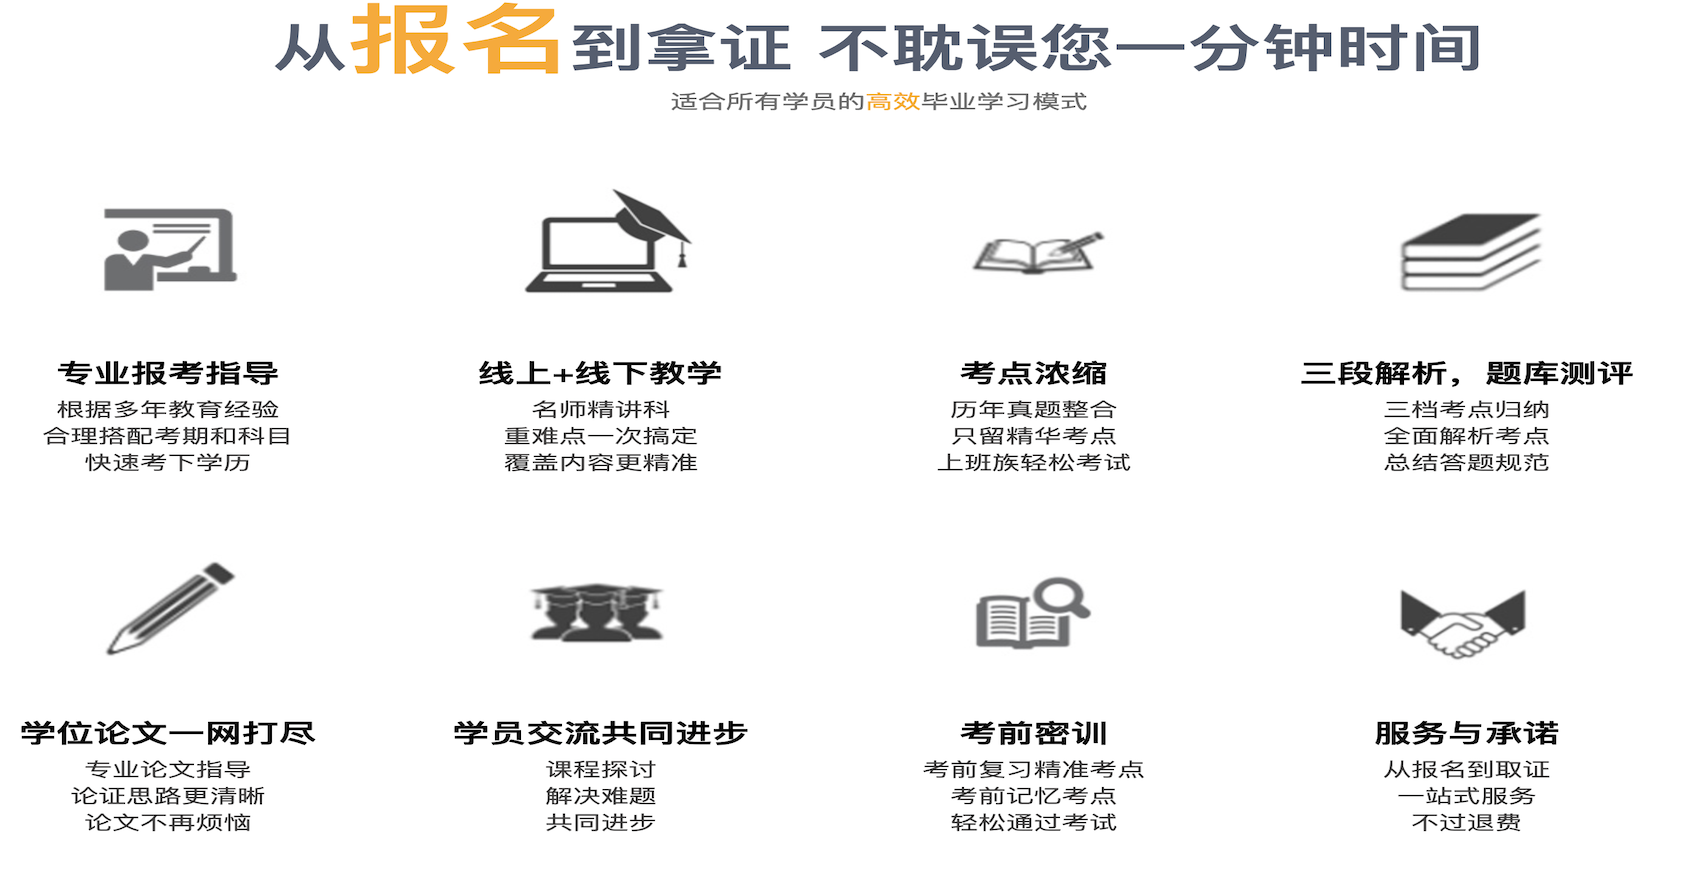 从报名到拿证 不耽误您一分钟时间
适合所有学员的高效毕业学习模式
专业报考指导
根据多年教育经验
合理搭配考期和科目
快速考下学历
线上+线下教学
名师精讲科
重难点一次搞定
覆盖内容更精准
考点浓缩
历年真题整合
只留精华考点
上班族轻松考试
三段解析，题库测评
三档考点归纳
全面解析考点
总结答题规范
学位论文一网打尽
专业论文指导
论证思路更清晰
论文不再烦恼
学员交流共同进步
课程探讨
解决难题
共同进步
考前密训
考前复习精准考点
考前记忆考点
轻松通过考试
服务与承诺
从报名到取证
一站式服务
不过退费